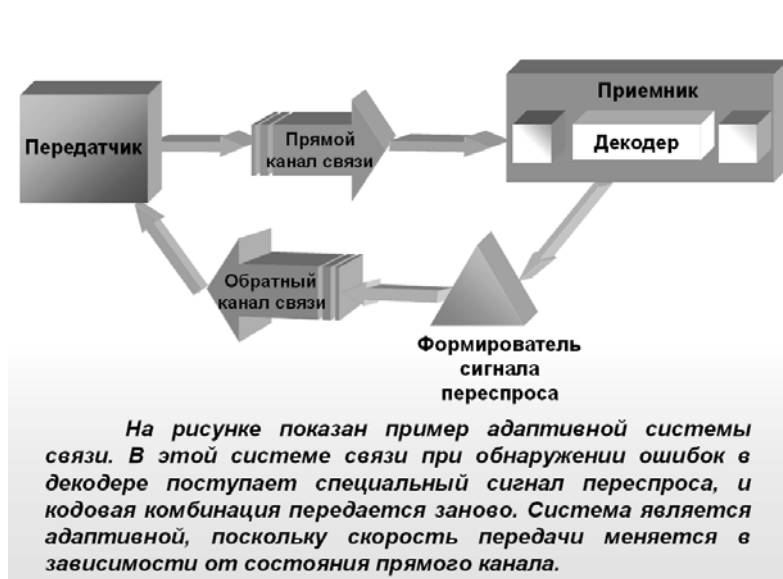 Передатчик
Прямой
канал связи
Приемник
Декодер
Обратный
канал связи
Формирователь
сигнала
переспроса
На рисунке показан пример адаптивной системы
связи. В этой системе связи при обнаружении ошибок в
декодере поступает специальный сигнал переспроса, и
кодовая комбинация передается заново. Система является
адаптивной, поскольку скорость передачи меняется в
зависимости от состояния прямого канала.